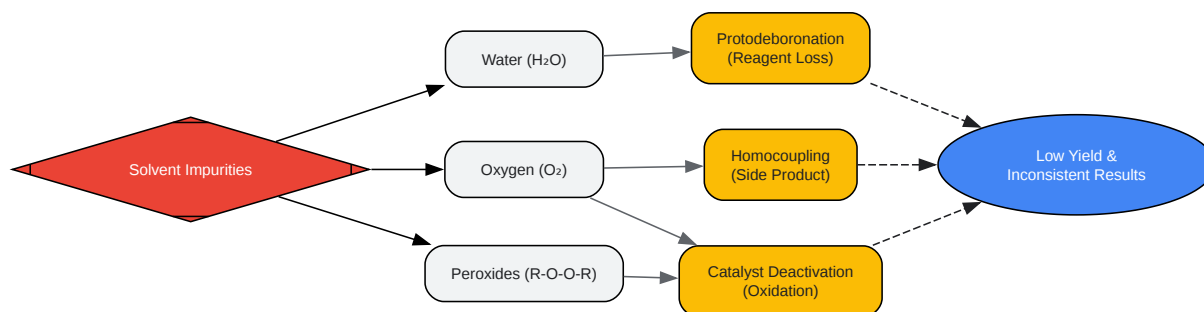 Solvent Impurities
Water (H₂O)
Oxygen (O₂)
Peroxides (R-O-O-R)
Protodeboronation
(Reagent Loss)
Homocoupling
(Side Product)
Catalyst Deactivation
(Oxidation)
Low Yield &
Inconsistent Results